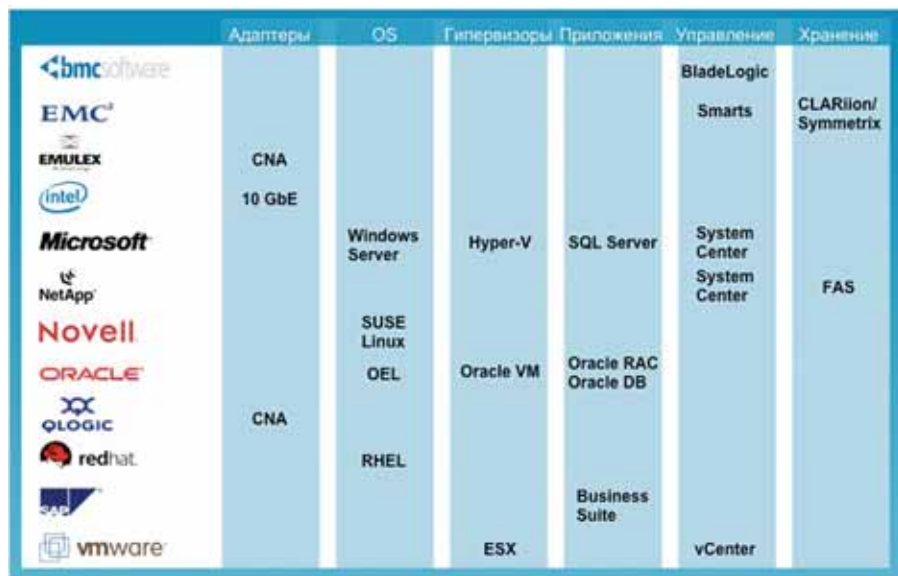 Адаптеры OS Гипервизоры Приложения Управление Хранение
bmcsoftware BladeLogic
EMC² Smarts CLARiion/
Symmetrix
EMULEX CNA
intel 10 GbE
Microsoft Windows
Server Hyper-V SQL Server System
Center
NetApp System
Center FAS
Novell SUSE
Linux
ORACLE OEL Oracle VM Oracle RAC
Oracle DB
QLOGIC CNA
redhat. RHEL
SAP Business
Suite
vmware ESX vCenter